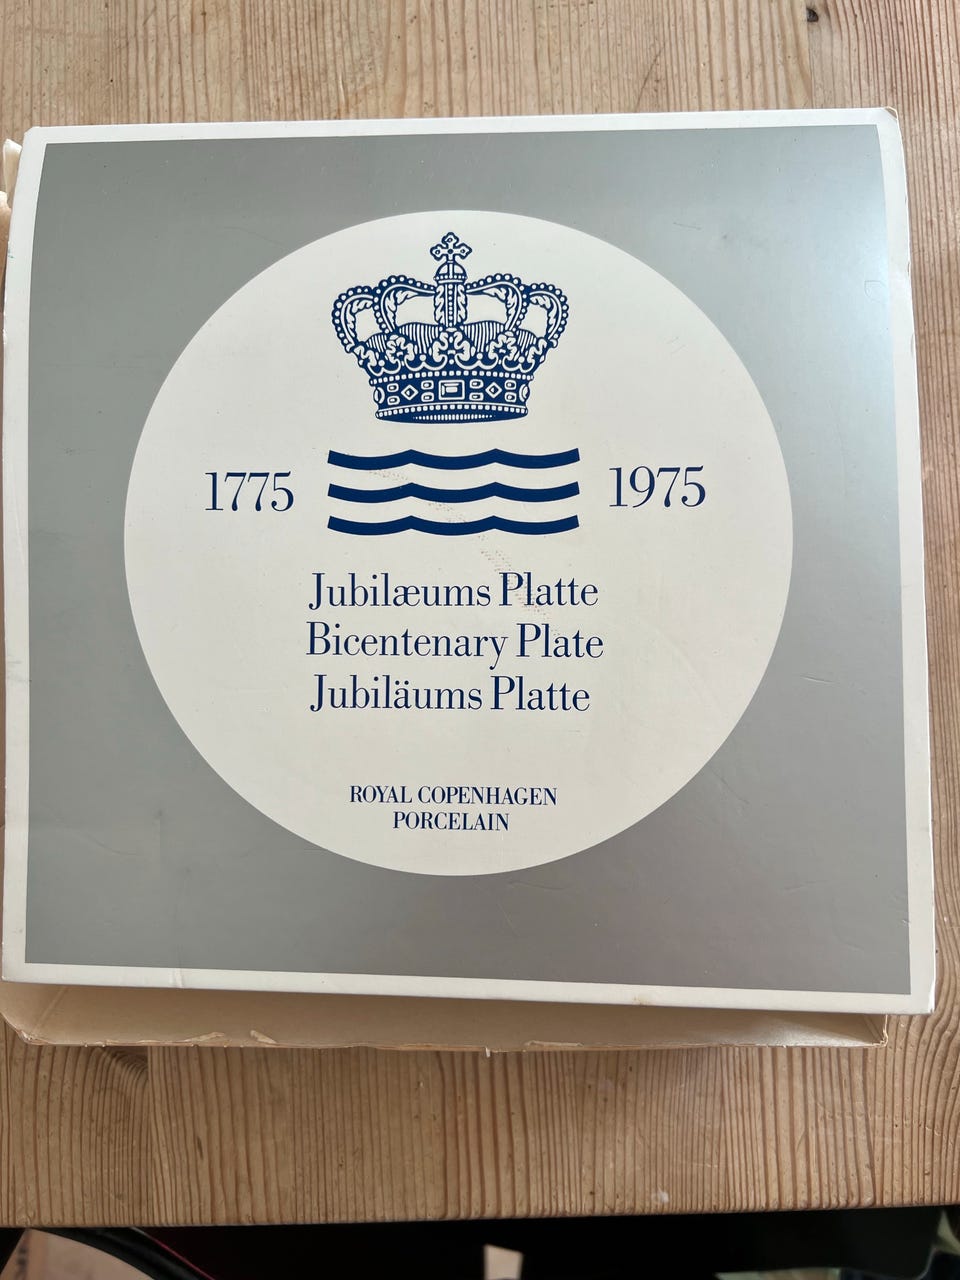 1775 1975
Jubilæums Platte
Bicentenary Plate
Jubiläums Platte
ROYAL COPENHAGEN
PORCELAIN